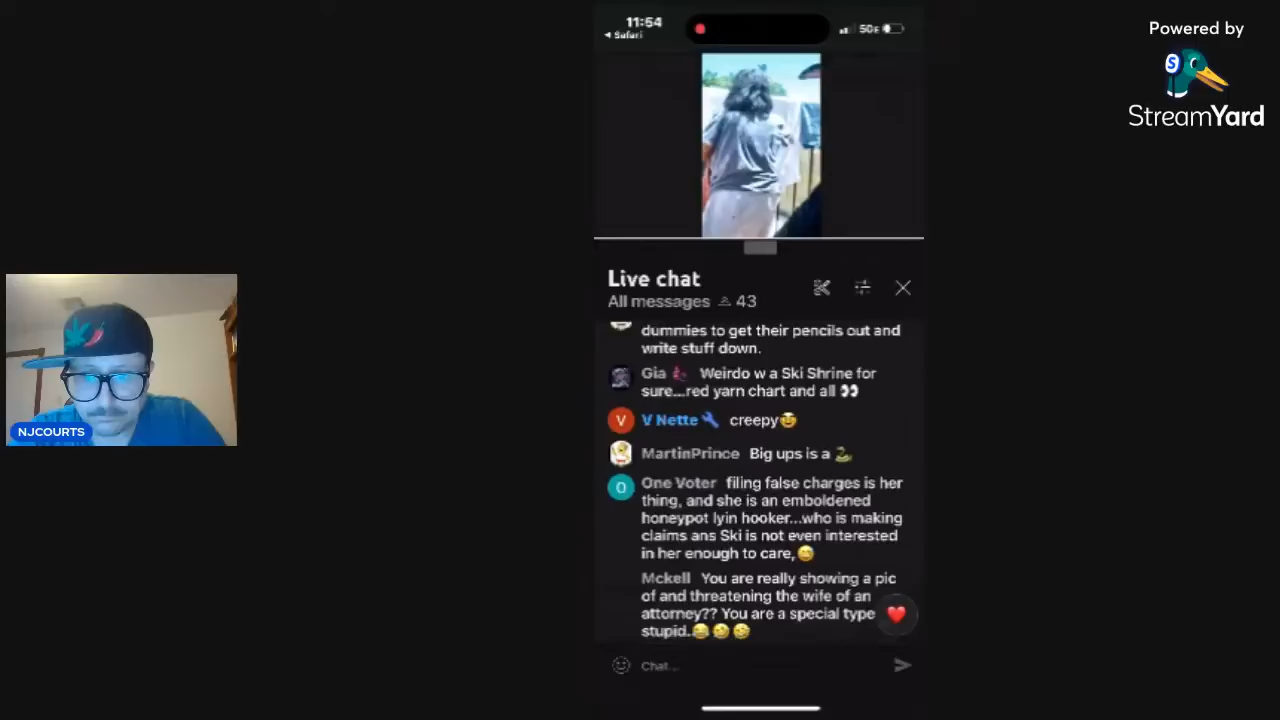 11:54
◄ Safari
50E
Powered by
S
StreamYard
Live chat
All messages 43
dummies to get their pencils out and
write stuff down.
Gia Weirdo w a Ski Shrine for
sure...red yarn chart and all 👀
V V Nette creepy
MartinPrince Big ups is a 🐍
O One Voter filing false charges is her
thing, and she is an emboldened
honeypot lyin hooker...who is making
claims ans Ski is not even interested
in her enough to care,😅
Mckell You are really showing a pic
of and threatening the wife of an
attorney?? You are a special type
stupid.😂🤣🤣
Chat...
NJCOURTS